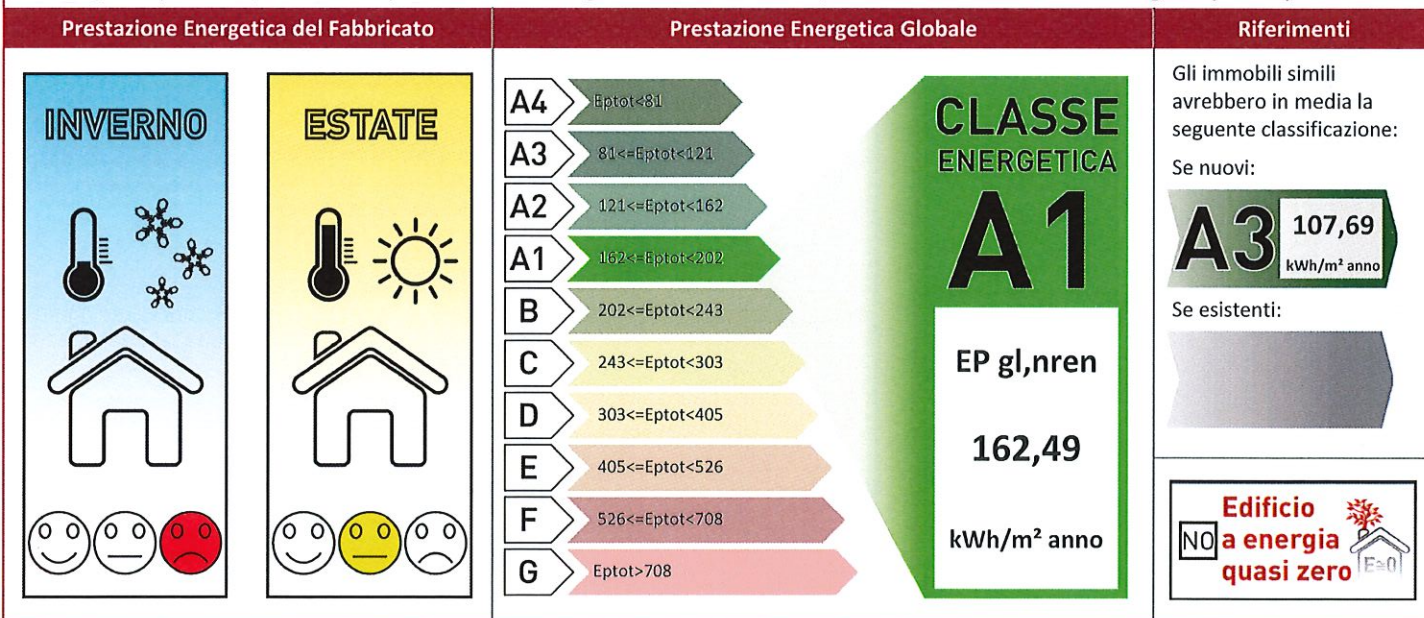 Prestazione Energetica del Fabbricato
Prestazione Energetica Globale
Riferimenti
INVERNO
ESTATE
A4
Eptot<81
A3
81<=Eptot<121
A2
121<=Eptot<162
A1
162<=Eptot<202
B
202<=Eptot<243
C
243<=Eptot<303
D
303<=Eptot<405
E
405<=Eptot<526
F
526<=Eptot<708
G
Eptot>708
CLASSE
ENERGETICA
A1
EP gl,nren
162,49
kWh/m² anno
Gli immobili simili
avrebbero in media la
seguente classificazione:
Se nuovi:
A3
107,69
kWh/m² anno
Se esistenti:
Edificio
NO a energia
quasi zero
E≅0